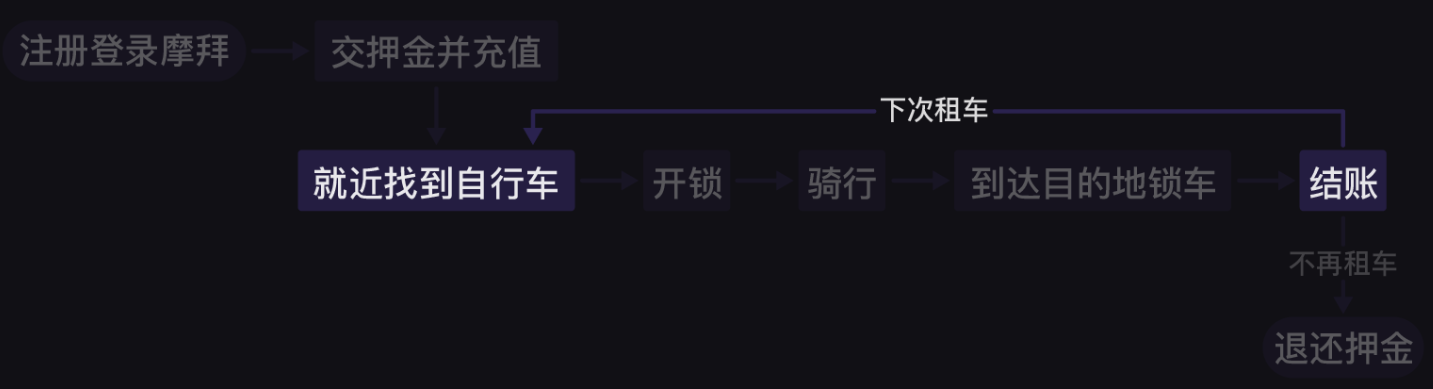 注册登录摩拜
交押金并充值
下次租车
就近找到自行车
开锁
骑行
到达目的地锁车
结账
不再租车
退还押金